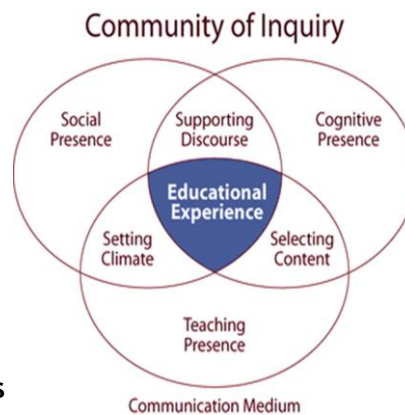 Community of Inquiry
Social
Presence
Supporting
Discourse
Cognitive
Presence
Educational
Experience
Setting
Climate
Selecting
Content
Teaching
Presence
s
Communication Medium